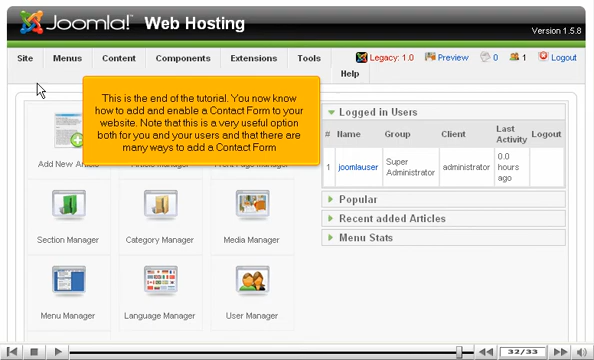 Joomla! Web Hosting
Version 1.5.8
Site Menus Content Components Extensions Tools Legacy: 1.0 Preview 0 1 Logout
Help
This is the end of the tutorial. You now know
how to add and enable a Contact Form to your
website. Note that this is a very useful option
both for you and your users and that there are
many ways to add a Contact Form
Add New
Section Manager
Category Manager
Media Manager
Menu Manager
Language Manager
User Manager
Logged in Users
# Name Group Client Last Activity Logout
1 joomlauser Super Administrator administrator 0.0 hours ago
Popular
Recent added Articles
Menu Stats
32/33